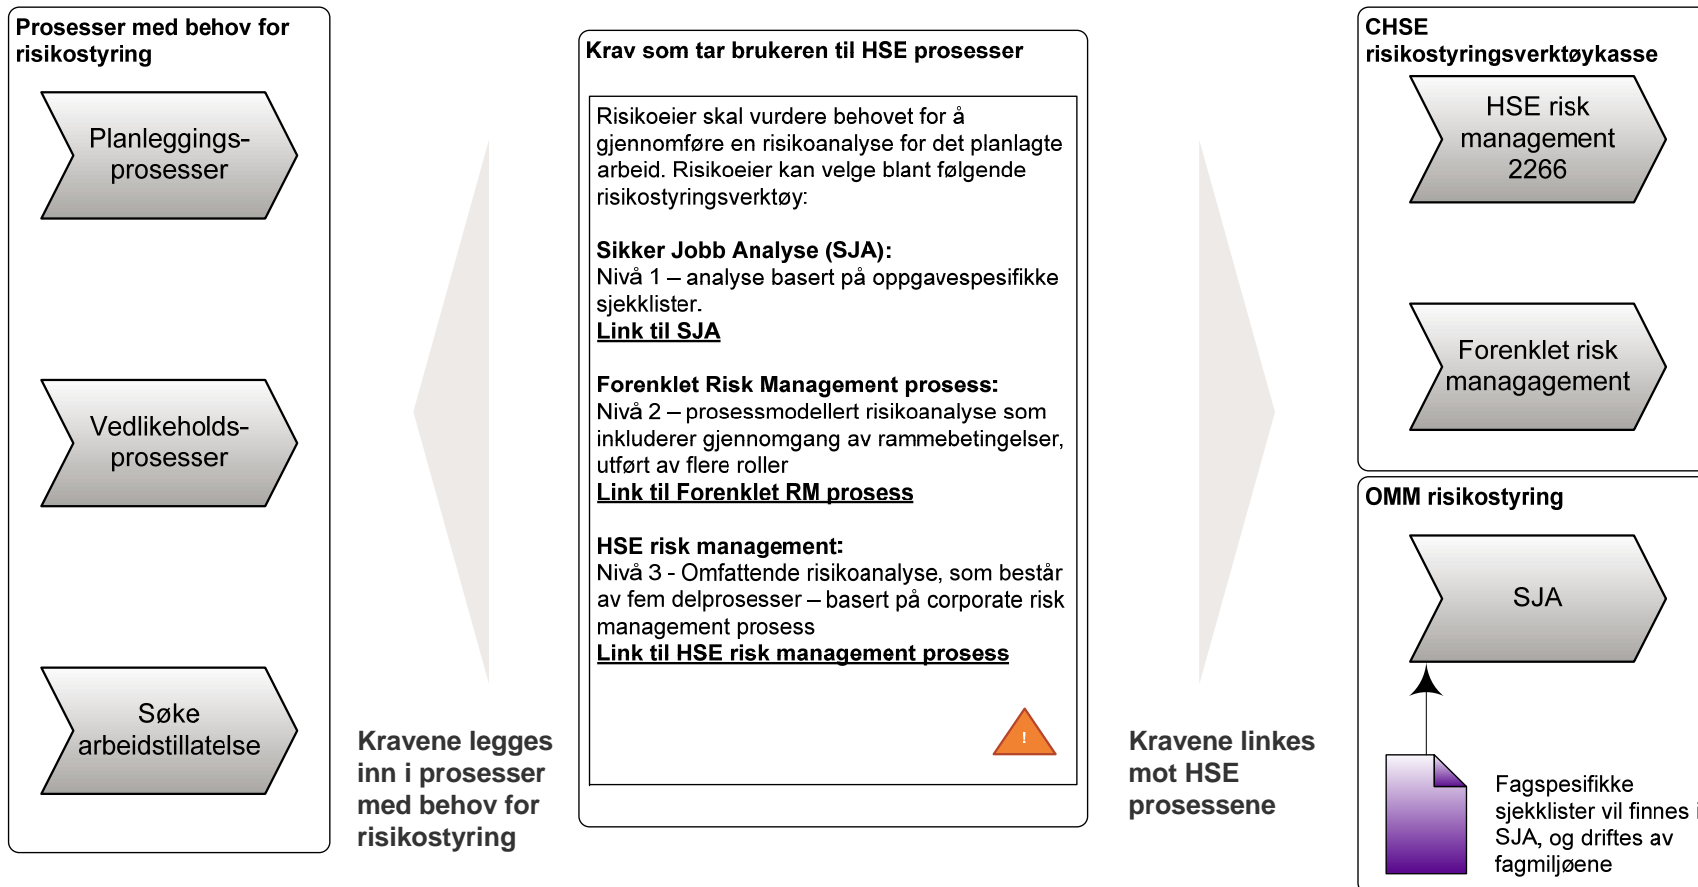 Prosesser med behov for
risikostyring
Planleggings-
prosesser
Vedlikeholds-
prosesser
Søke
arbeidstillatelse
Kravene legges
inn i prosesser
med behov for
risikostyring
Krav som tar brukeren til HSE prosesser
Risikoeier skal vurdere behovet for å
gjennomføre en risikoanalyse for det planlagte
arbeid. Risikoeier kan velge blant følgende
risikostyringsverktøy:
Sikker Jobb Analyse (SJA):
Nivå 1 – analyse basert på oppgavespesifikke
sjekklister.
Link til SJA
Forenklet Risk Management prosess:
Nivå 2 – prosessmodellert risikoanalyse som
inkluderer gjennomgang av rammebetingelser,
utført av flere roller
Link til Forenklet RM prosess
HSE risk management:
Nivå 3 - Omfattende risikoanalyse, som består
av fem delprosesser – basert på corporate risk
management prosess
Link til HSE risk management prosess
!
Kravene linkes
mot HSE
prosessene
CHSE
risikostyringsverktøykasse
HSE risk
management
2266
Forenklet risk
managagement
OMM risikostyring
SJA
Fagspesifikke
sjekklister vil finnes i
SJA, og driftes av
fagmiljøene